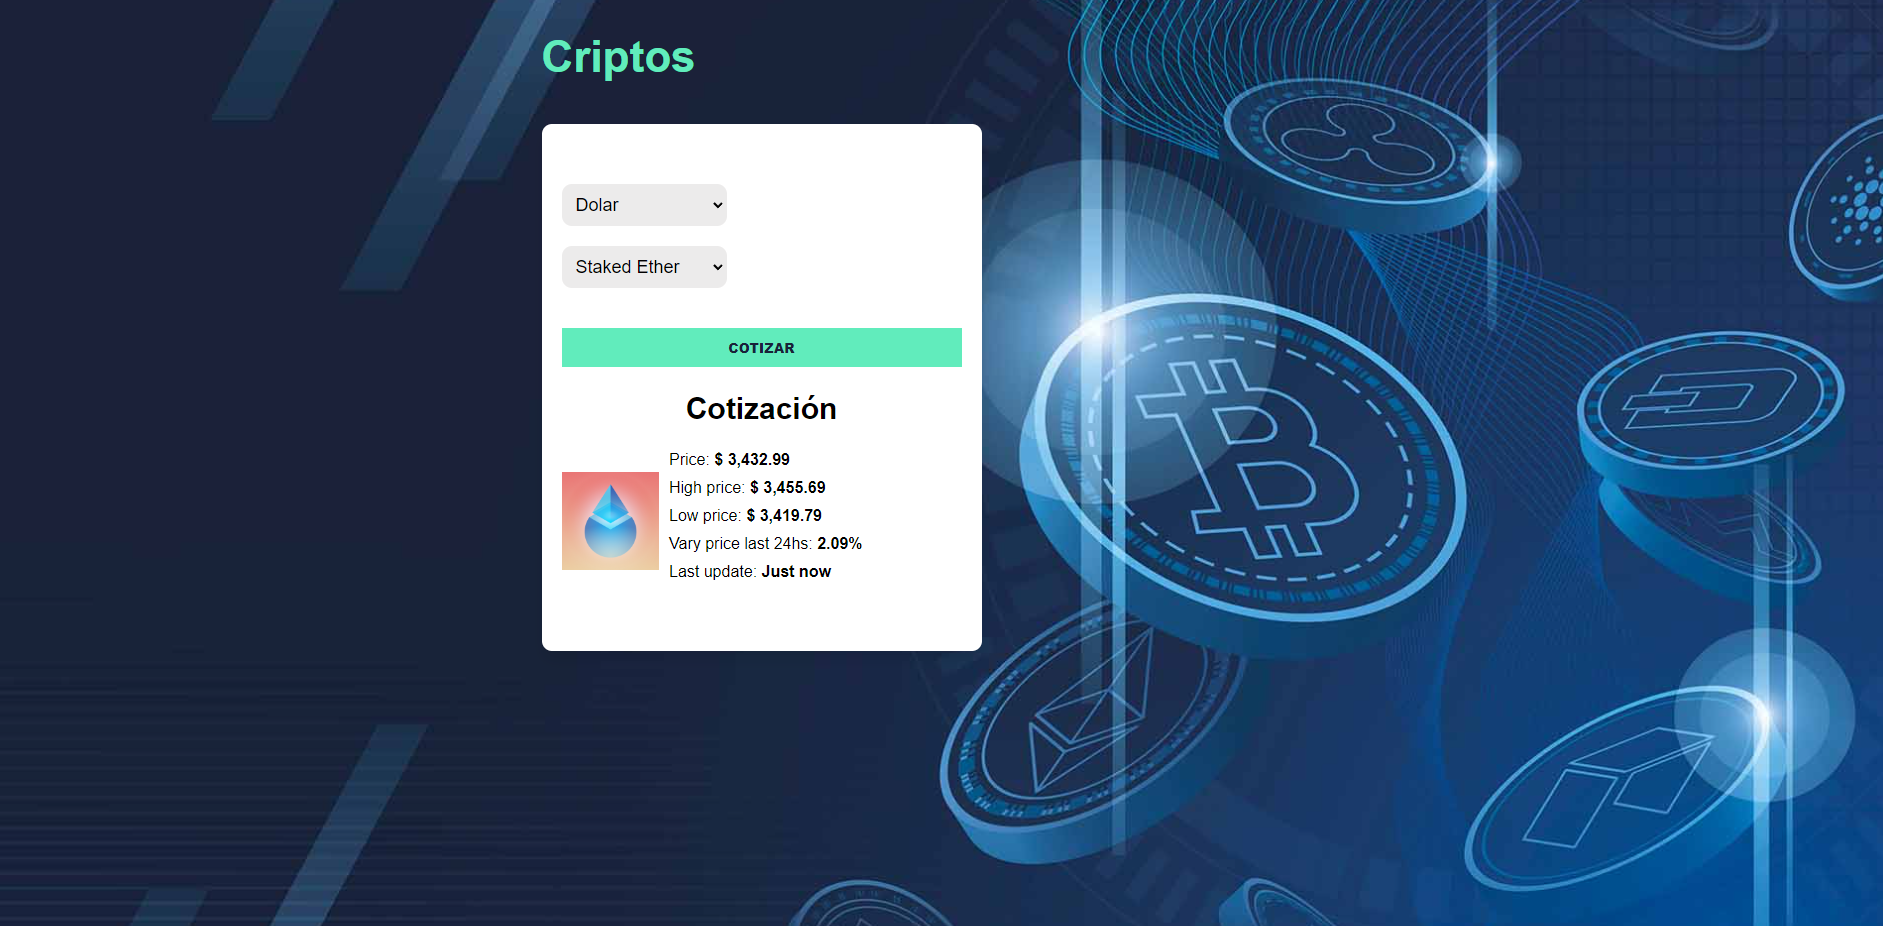 Criptos
Dolar
Staked Ether
COTIZAR
Cotización
Price: $ 3,432.99
High price: $ 3,455.69
Low price: $ 3,419.79
Vary price last 24hs: 2.09%
Last update: Just now